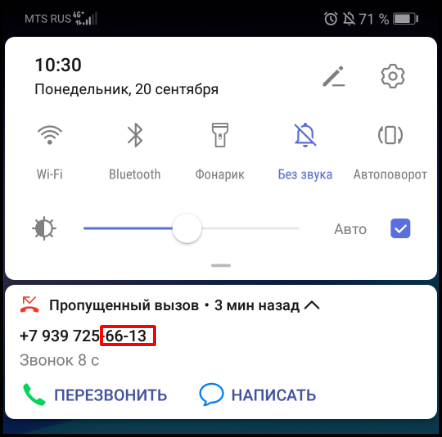 MTS RUS 4G+ 71 %
10:30
Понедельник, 20 сентября
Wi-Fi Bluetooth Фонарик Без звука Автоповорот
Авто
Пропущенный вызов • 3 мин назад
+7 939 725-66-13
Звонок 8 с
ПЕРЕЗВОНИТЬ НАПИСАТЬ